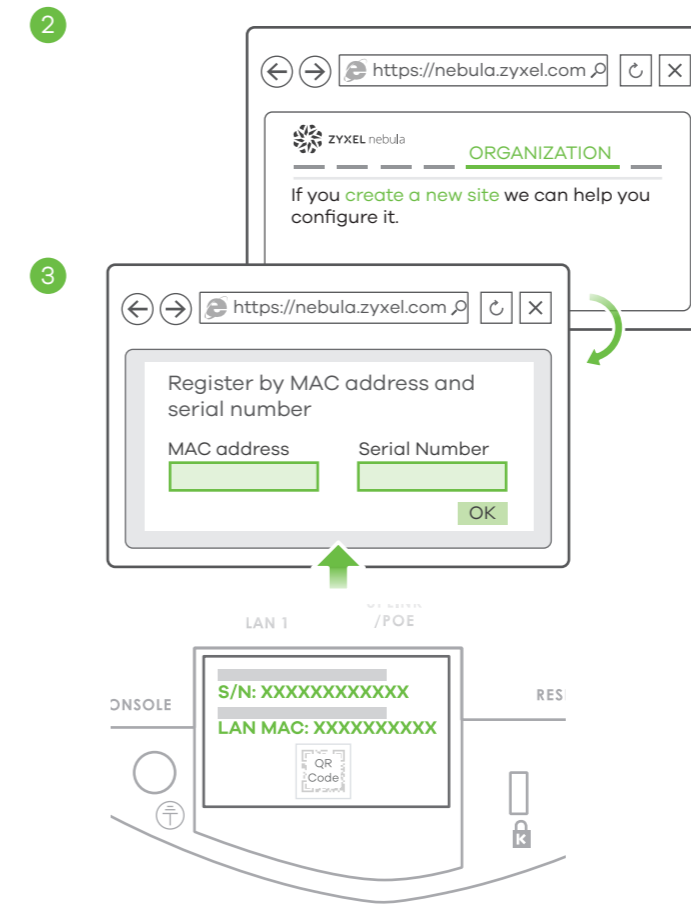 2
https://nebula.zyxel.com
ZYXEL nebula
ORGANIZATION
If you create a new site we can help you
configure it.
3
https://nebula.zyxel.com
Register by MAC address and
serial number
MAC address Serial Number
OK
LAN 1 /POE
S/N: XXXXXXXXXXXX
LAN MAC: XXXXXXXXXX
QR
Code
K